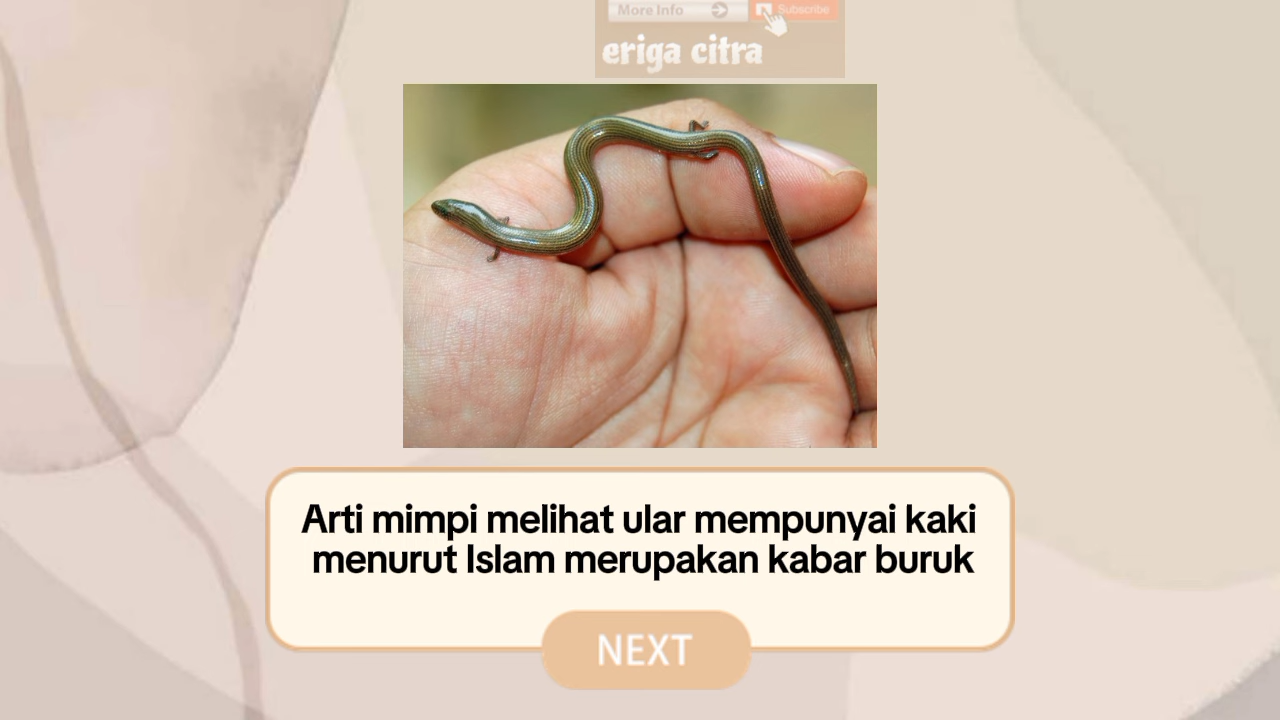 More Info
Subscribe
eriga citra
Arti mimpi melihat ular mempunyai kaki
menurut Islam merupakan kabar buruk
NEXT